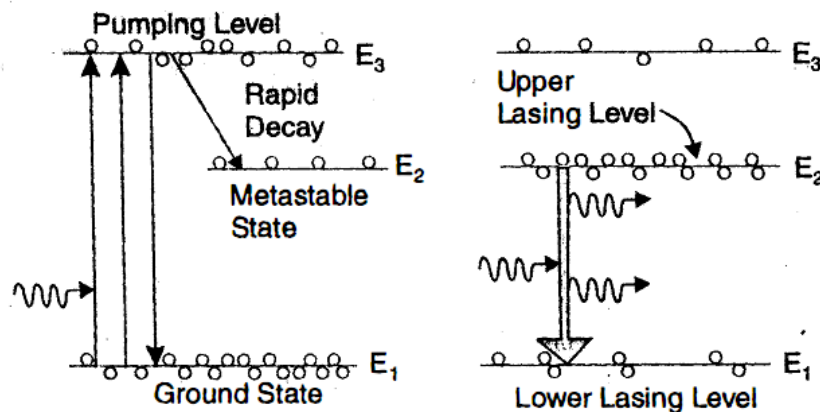 Pumping Level
E3
Rapid
Decay
E2
Metastable
State
E1
Ground State
E3
Upper
Lasing Level
E2
E1
Lower Lasing Level